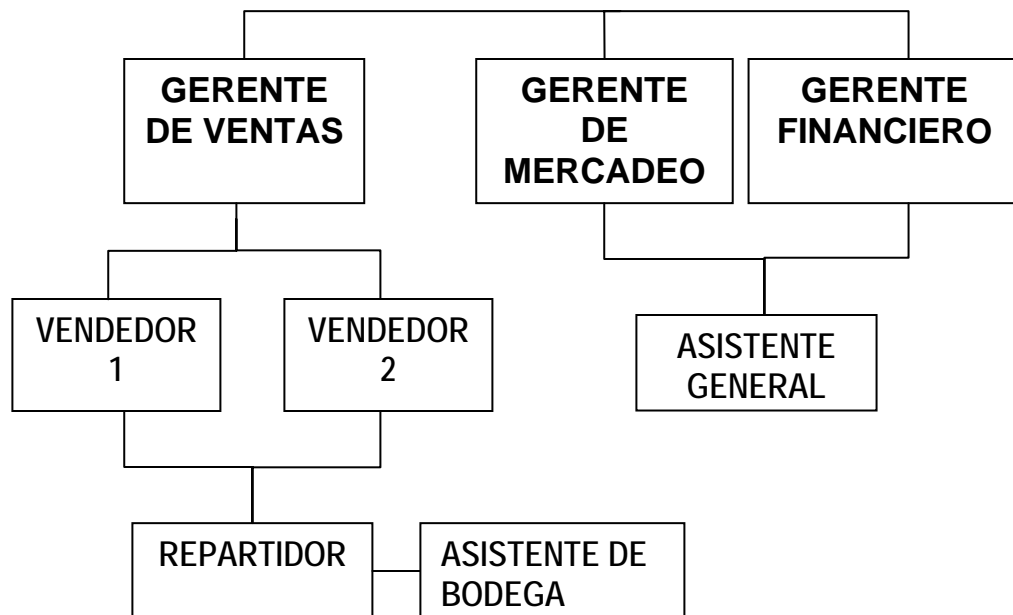 GERENTE
DE VENTAS
GERENTE
DE
MERCADEO
GERENTE
FINANCIERO
VENDEDOR
1
VENDEDOR
2
ASISTENTE
GENERAL
REPARTIDOR
ASISTENTE DE
BODEGA